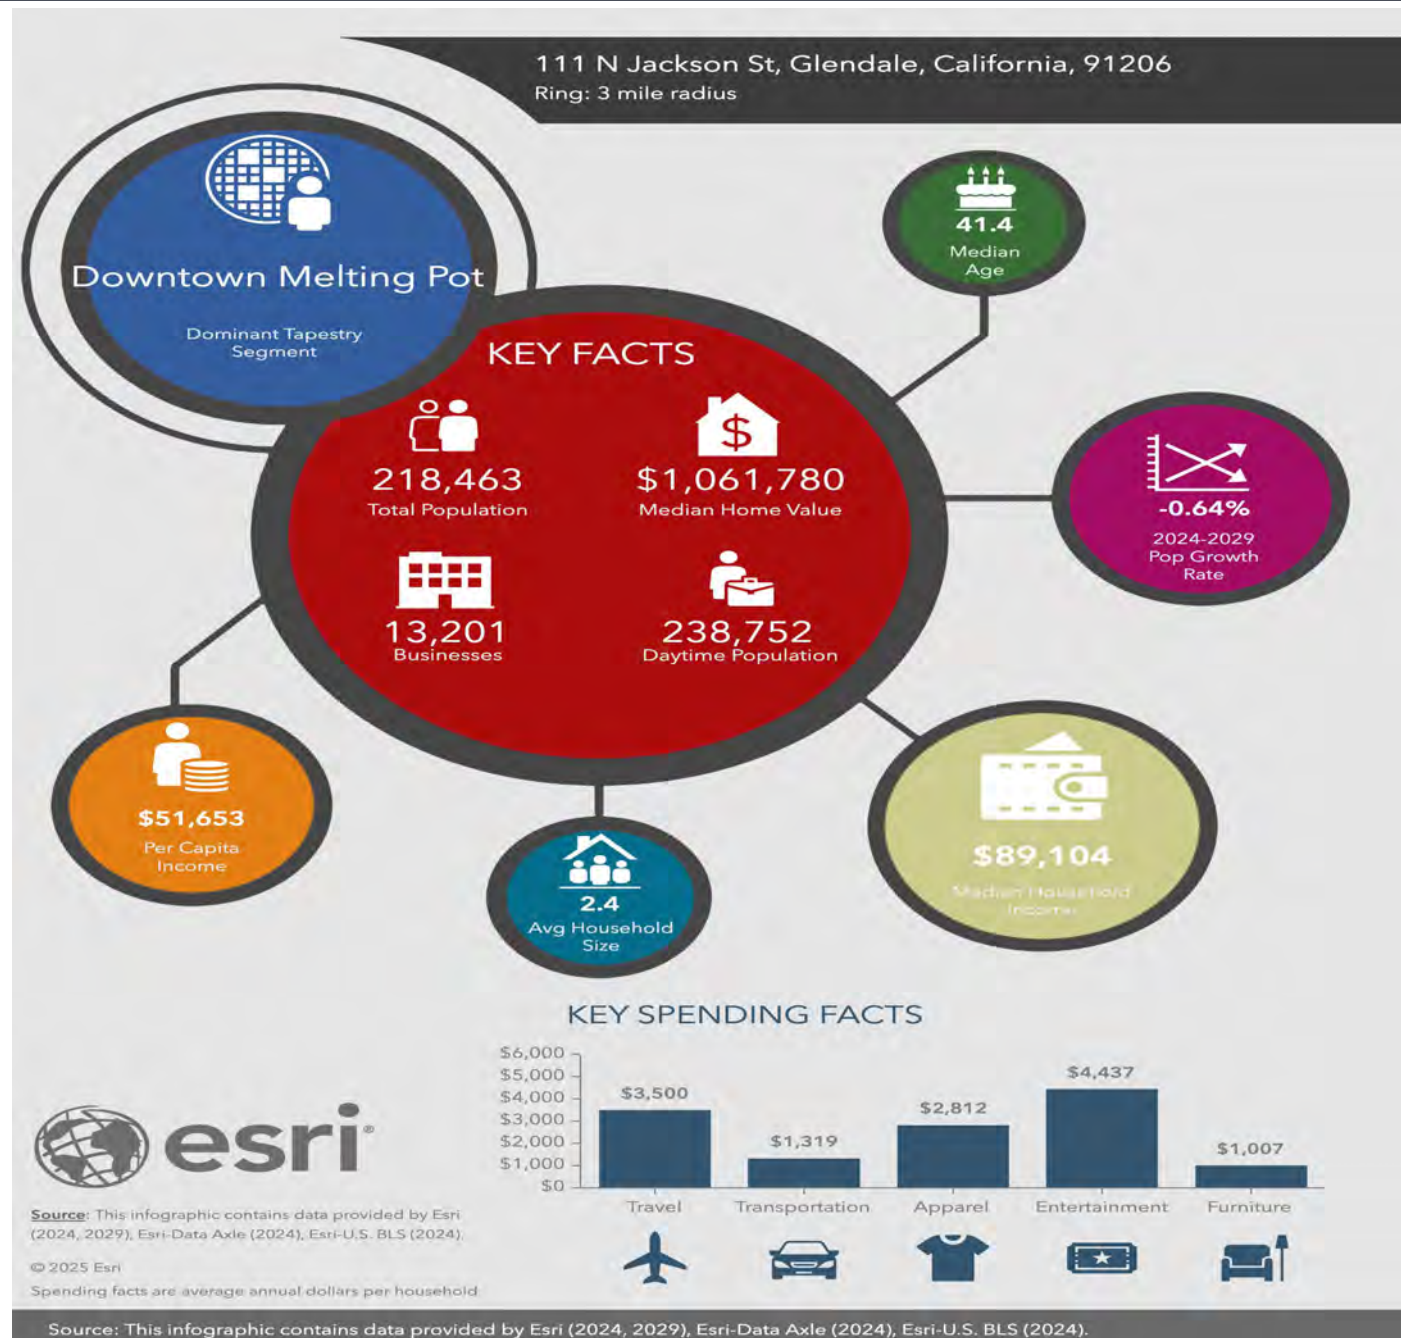 111 N Jackson St, Glendale, California, 91206
Ring: 3 mile radius
Downtown Melting Pot
Dominant Tapestry
Segment
KEY FACTS
218,463
Total Population
$1,061,780
Median Home Value
13,201
Businesses
238,752
Daytime Population
41.4
Median
Age
-0.64%
2024-2029
Pop Growth
Rate
$51,653
Per Capita
Income
2.4
Avg Household
Size
$89,104
Median Household
Income
KEY SPENDING FACTS
$6,000
$5,000
$4,000
$3,000
$2,000
$1,000
$0
$3,500
$1,319
$2,812
$4,437
$1,007
Travel
Transportation
Apparel
Entertainment
Furniture
esri®
Source: This infographic contains data provided by Esri
(2024, 2029), Esri-Data Axle (2024), Esri-U.S. BLS (2024).
© 2025 Esri
Spending facts are average annual dollars per household
Source: This infographic contains data provided by Esri (2024, 2029), Esri-Data Axle (2024), Esri-U.S. BLS (2024).